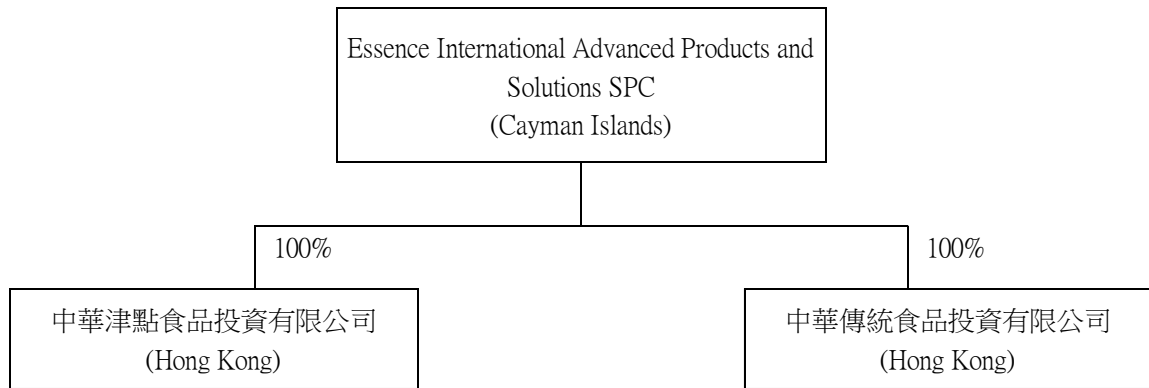 Essence International Advanced Products and
Solutions SPC
(Cayman Islands)
100%
100%
中華津點食品投資有限公司
(Hong Kong)
中華傳統食品投資有限公司
(Hong Kong)